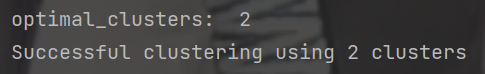 optimal_clusters:  2
Successful clustering using 2 clusters